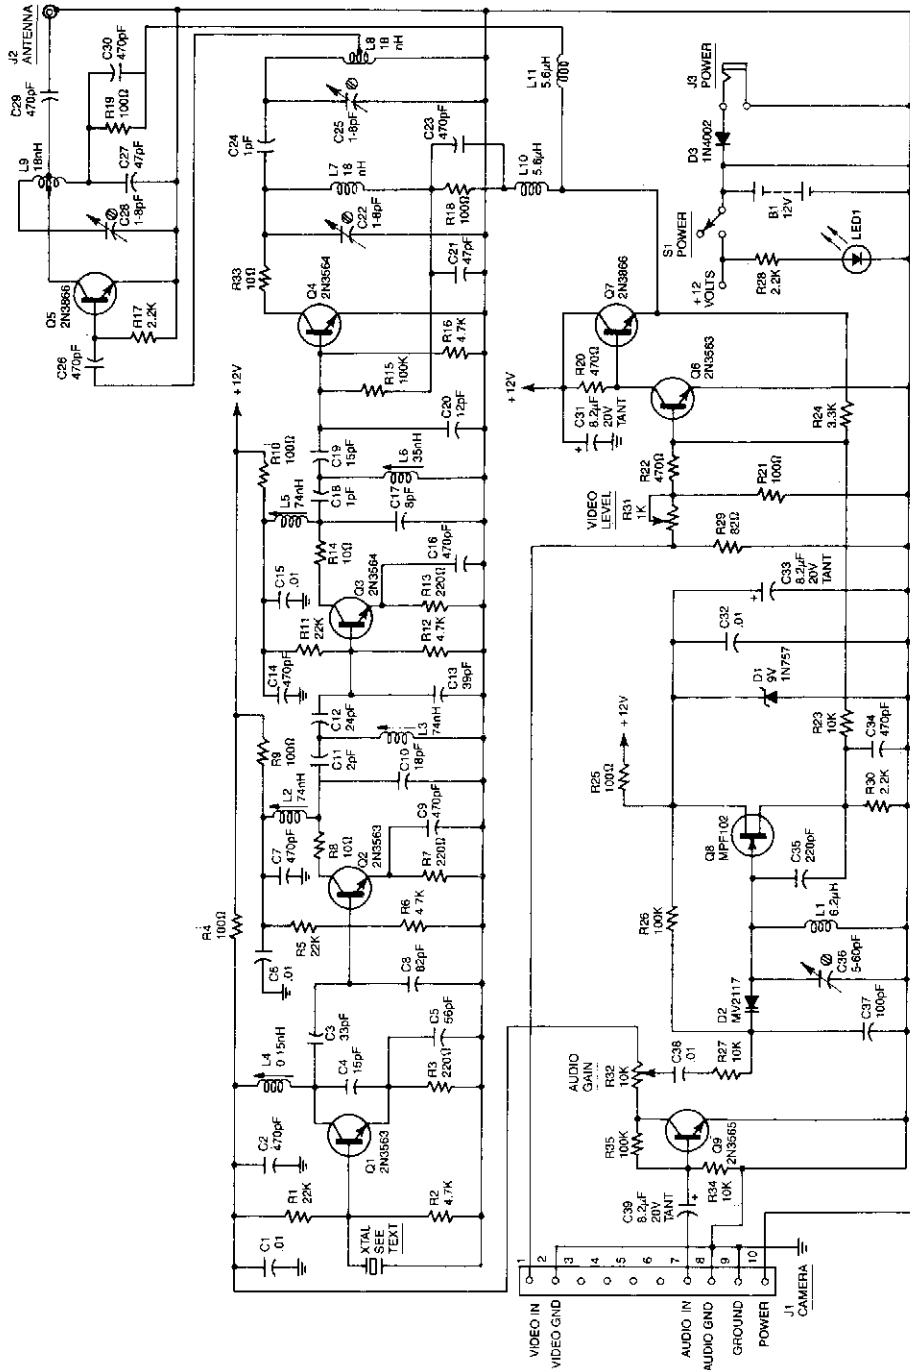 J2
ANTENNA
C29
470pF
C30
470pF
R19
100Ω
L9
18nH
C27
47pF
C28
1-8pF
Q5
2N3866
R17
2.2K
C26
470pF
L8
18
nH
C25
1-8pF
C24
1pF
L7
18
nH
C22
1-8pF
R33
10Ω
Q4
2N3564
C23
470pF
R18
100Ω
L10
5.6µH
L11
5.6µH
C21
47pF
R16
4.7K
R15
100K
C20
12pF
C19
15pF
L6
35nH
C18
1pF
C17
8pF
+12V
R10
100Ω
L5
74nH
R14
10Ω
C16
470pF
Q3
2N3564
R13
220Ω
R12
4.7K
C15
.01
R11
22K
C14
470pF
C13
39pF
C12
24pF
L3
74nH
C11
2pF
C10
18pF
R9
100Ω
L2
74nH
R8
10Ω
C9
470pF
Q2
2N3563
R7
220Ω
R6
4.7K
C7
470pF
R5
22K
C6
.01
R4
100Ω
C8
82pF
C3
33pF
C5
56pF
L4
0.15nH
C4
15pF
R3
220Ω
Q1
2N3563
C2
470pF
R1
22K
R2
4.7K
C1
.01
XTAL
SEE
TEXT
J3
POWER
D3
1N4002
B1
12V
S1
POWER
+12
VOLTS
R28
2.2K
LED1
Q7
2N3866
+12V
R20
470Ω
C31
8.2µF
20V
TANT
Q6
2N3563
R24
3.3K
R22
470Ω
R21
100Ω
VIDEO
LEVEL
R31
1K
R29
82Ω
C33
8.2µF
20V
TANT
C32
.01
D1
9V
1N757
R23
10K
C34
470pF
+12V
R25
100Ω
R30
2.2K
Q8
MPF102
C35
220pF
L1
6.2µH
R26
100K
C36
5-60pF
D2
MV2117
C37
100pF
AUDIO
GAIN
R32
10K
C38
.01
R27
10K
R35
100K
Q9
2N3565
R34
10K
C39
8.2µF
20V
TANT
VIDEO IN 1
VIDEO GND 2
3
4
5
6
AUDIO IN 7
AUDIO GND 8
GROUND 9
POWER 10
J1
CAMERA